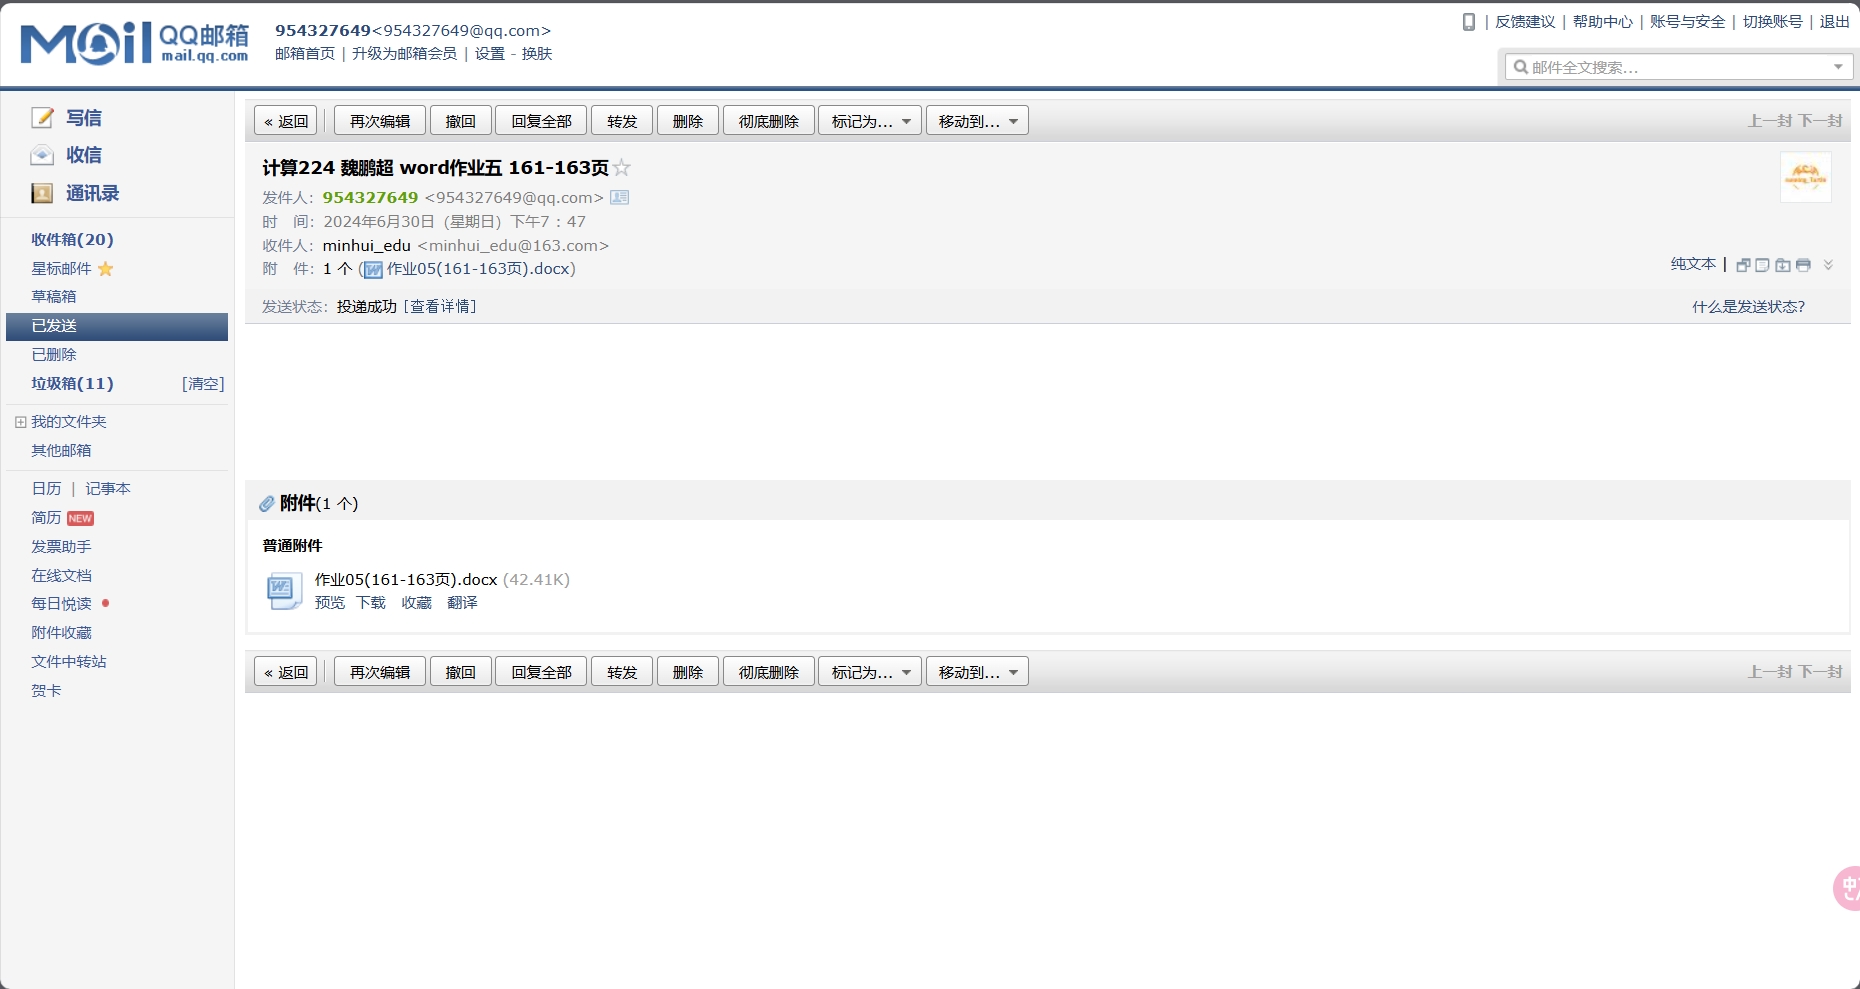 Mail QQ邮箱 mail.qq.com
954327649<954327649@qq.com>
邮箱首页 | 升级为邮箱会员 | 设置 - 换肤
| 反馈建议 | 帮助中心 | 账号与安全 | 切换账号 | 退出
邮件全文搜索...
写信
收信
通讯录
收件箱(20)
星标邮件
草稿箱
已发送
已删除
垃圾箱(11) [清空]
我的文件夹
其他邮箱
日历 | 记事本
简历 NEW
发票助手
在线文档
每日悦读
附件收藏
文件中转站
贺卡
« 返回 再次编辑 撤回 回复全部 转发 删除 彻底删除 标记为... 移动到... 上一封 下一封
计算224 魏鹏超 word作业五 161-163页
发件人：954327649 <954327649@qq.com>
时 间：2024年6月30日（星期日）下午7：47
收件人：minhui_edu <minhui_edu@163.com>
附 件：1 个 (作业05(161-163页).docx)
纯文本 |
发送状态：投递成功 [查看详情] 什么是发送状态?
附件(1 个)
普通附件
作业05(161-163页).docx (42.41K)
预览 下载 收藏 翻译
« 返回 再次编辑 撤回 回复全部 转发 删除 彻底删除 标记为... 移动到... 上一封 下一封
中